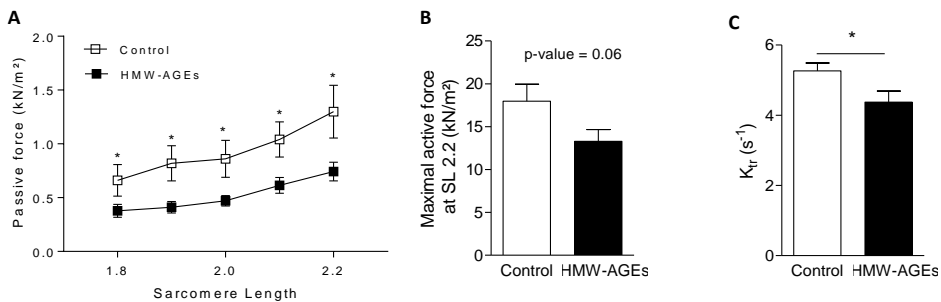 A
Passive force (kN/m²)
2.0
1.5
1.0
0.5
0.0
Control
HMW-AGEs
*
*
*
*
*
1.8
2.0
2.2
Sarcomere Length
B
Maximal active force
at SL 2.2 (kN/m²)
25
20
15
10
5
0
p-value = 0.06
Control
HMW-AGEs
C
Ktr (s-1)
6
4
2
0
*
Control
HMW-AGEs